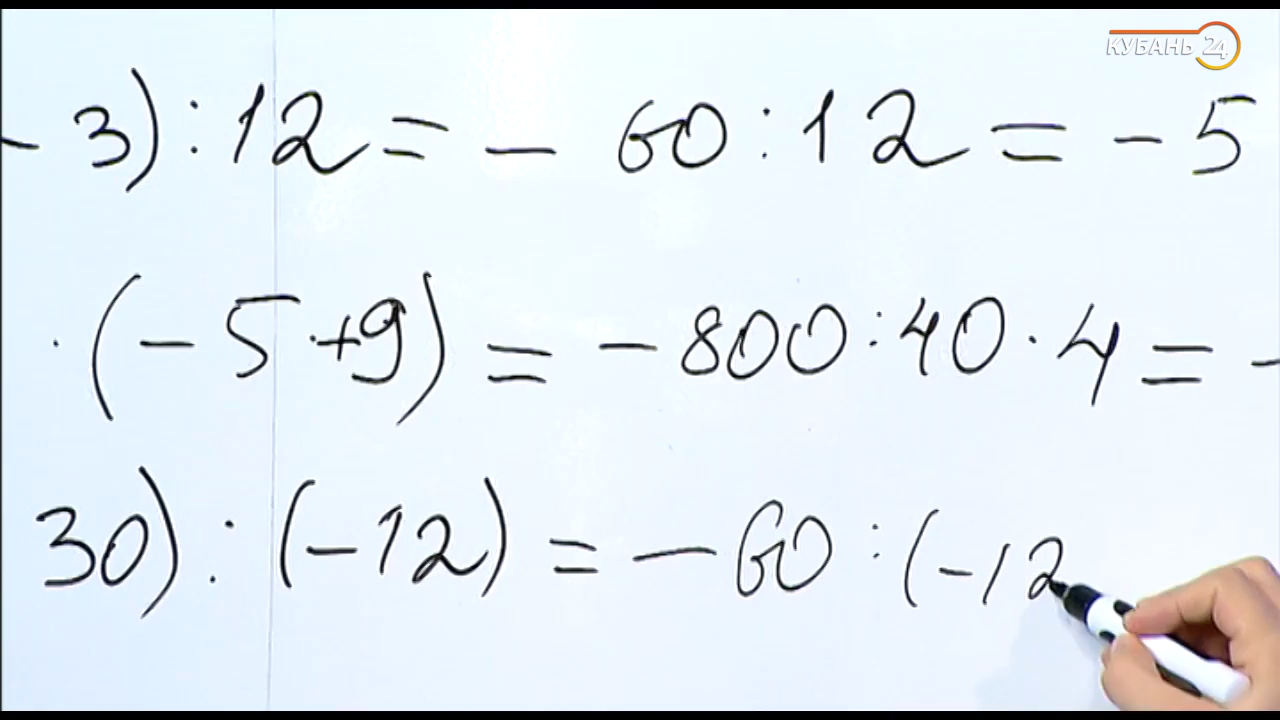 КУБАНЬ 24
- 3) : 12 = - 60 : 12 = - 5
· (- 5 + 9) = - 800 : 40 · 4 = -
30) : (- 12) = - 60 : (- 12